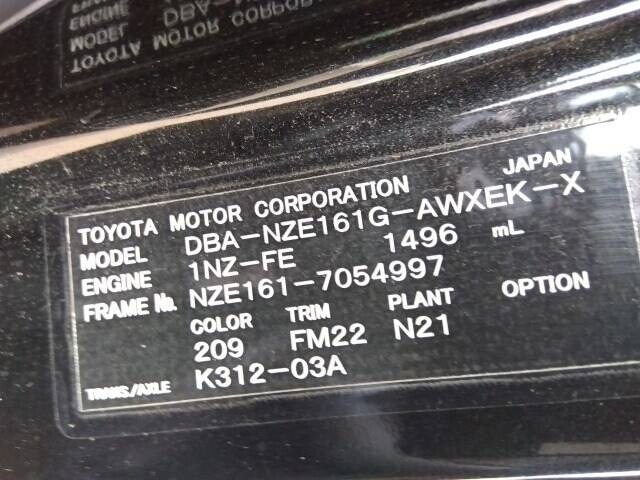 TOYOTA MOTOR CORPORATION JAPAN
MODEL DBA-NZE161G-AWXEK-X
ENGINE 1NZ-FE 1496 mL
FRAME No. NZE161-7054997
COLOR TRIM PLANT OPTION
209 FM22 N21
TRANS./AXLE K312-03A